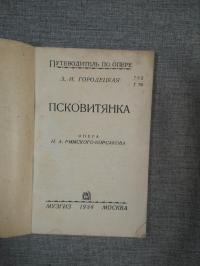 ПУТЕВОДИТЕЛЬ ПО ОПЕРЕ
З. И. ГОРОДЕЦКАЯ
ПСКОВИТЯНКА
ОПЕРА
Н. А. РИМСКОГО-КОРСАКОВА
МУЗГИЗ 1936 МОСКВА